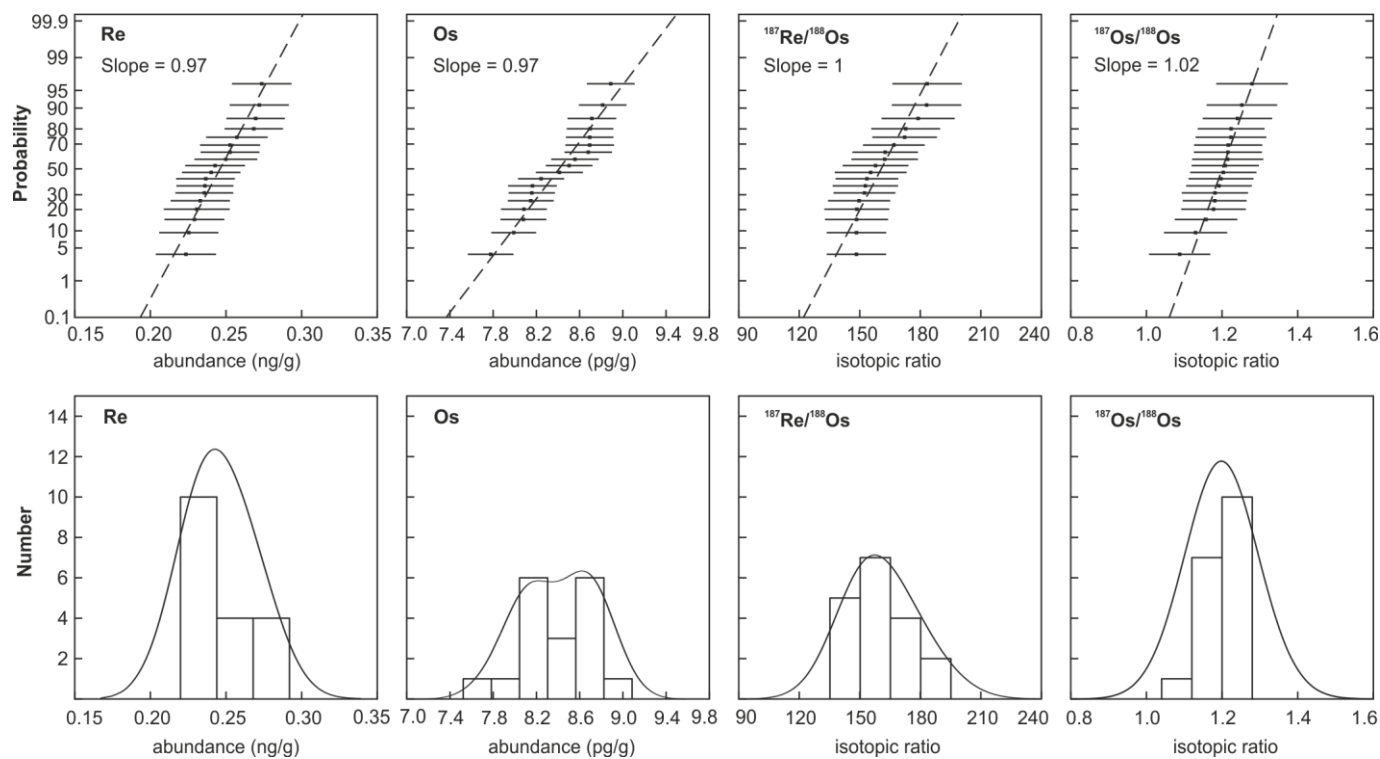 Re
Slope = 0.97
Os
Slope = 0.97
¹⁸⁷Re/¹⁸⁸Os
Slope = 1
¹⁸⁷Os/¹⁸⁸Os
Slope = 1.02
Probability
99.9
99
95
90
80
70
50
30
20
10
5
1
0.1
0.15 0.20 0.25 0.30 0.35
abundance (ng/g)
7.0 7.4 7.8 8.2 8.6 9.0 9.4 9.8
abundance (pg/g)
90 120 150 180 210 240
isotopic ratio
0.8 1.0 1.2 1.4 1.6
isotopic ratio
Re
Os
¹⁸⁷Re/¹⁸⁸Os
¹⁸⁷Os/¹⁸⁸Os
Number
14
12
10
8
6
4
2
0.15 0.20 0.25 0.30 0.35
abundance (ng/g)
7.0 7.4 7.8 8.2 8.6 9.0 9.4 9.8
abundance (pg/g)
90 120 150 180 210 240
isotopic ratio
0.8 1.0 1.2 1.4 1.6
isotopic ratio